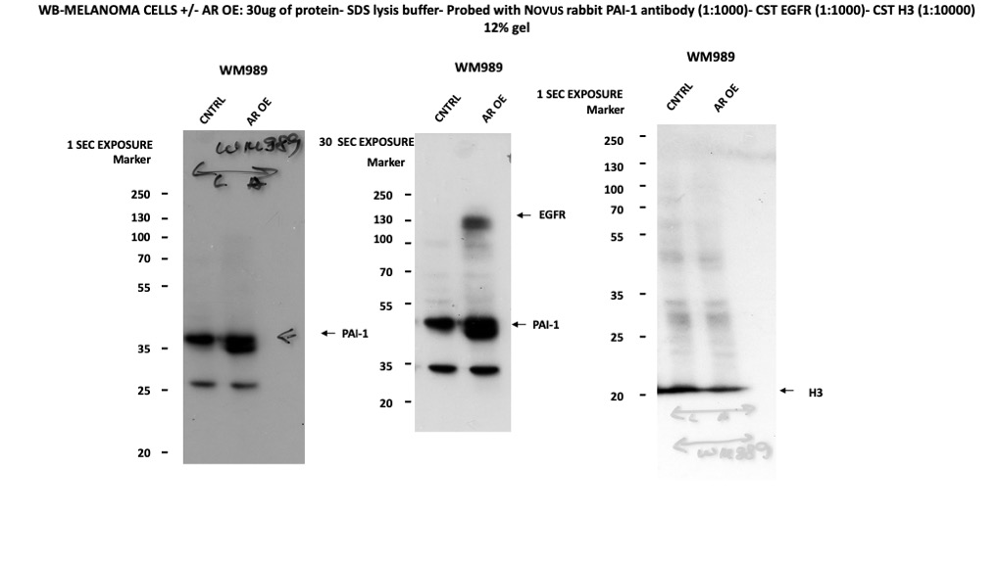 WB-MELANOMA CELLS +/- AR OE: 30ug of protein- SDS lysis buffer- Probed with NOVUS rabbit PAI-1 antibody (1:1000)- CST EGFR (1:1000)- CST H3 (1:10000)
12% gel
WM989
CNTRL
AR OE
1 SEC EXPOSURE
Marker
WM989
C A
250
130
100
70
55
35
25
20
PAI-1
WM989
CNTRL
AR OE
30 SEC EXPOSURE
Marker
250
130
100
70
55
35
20
EGFR
PAI-1
WM989
CNTRL
AR OE
1 SEC EXPOSURE
Marker
250
130
100
70
55
35
25
20
H3
C A
WM989